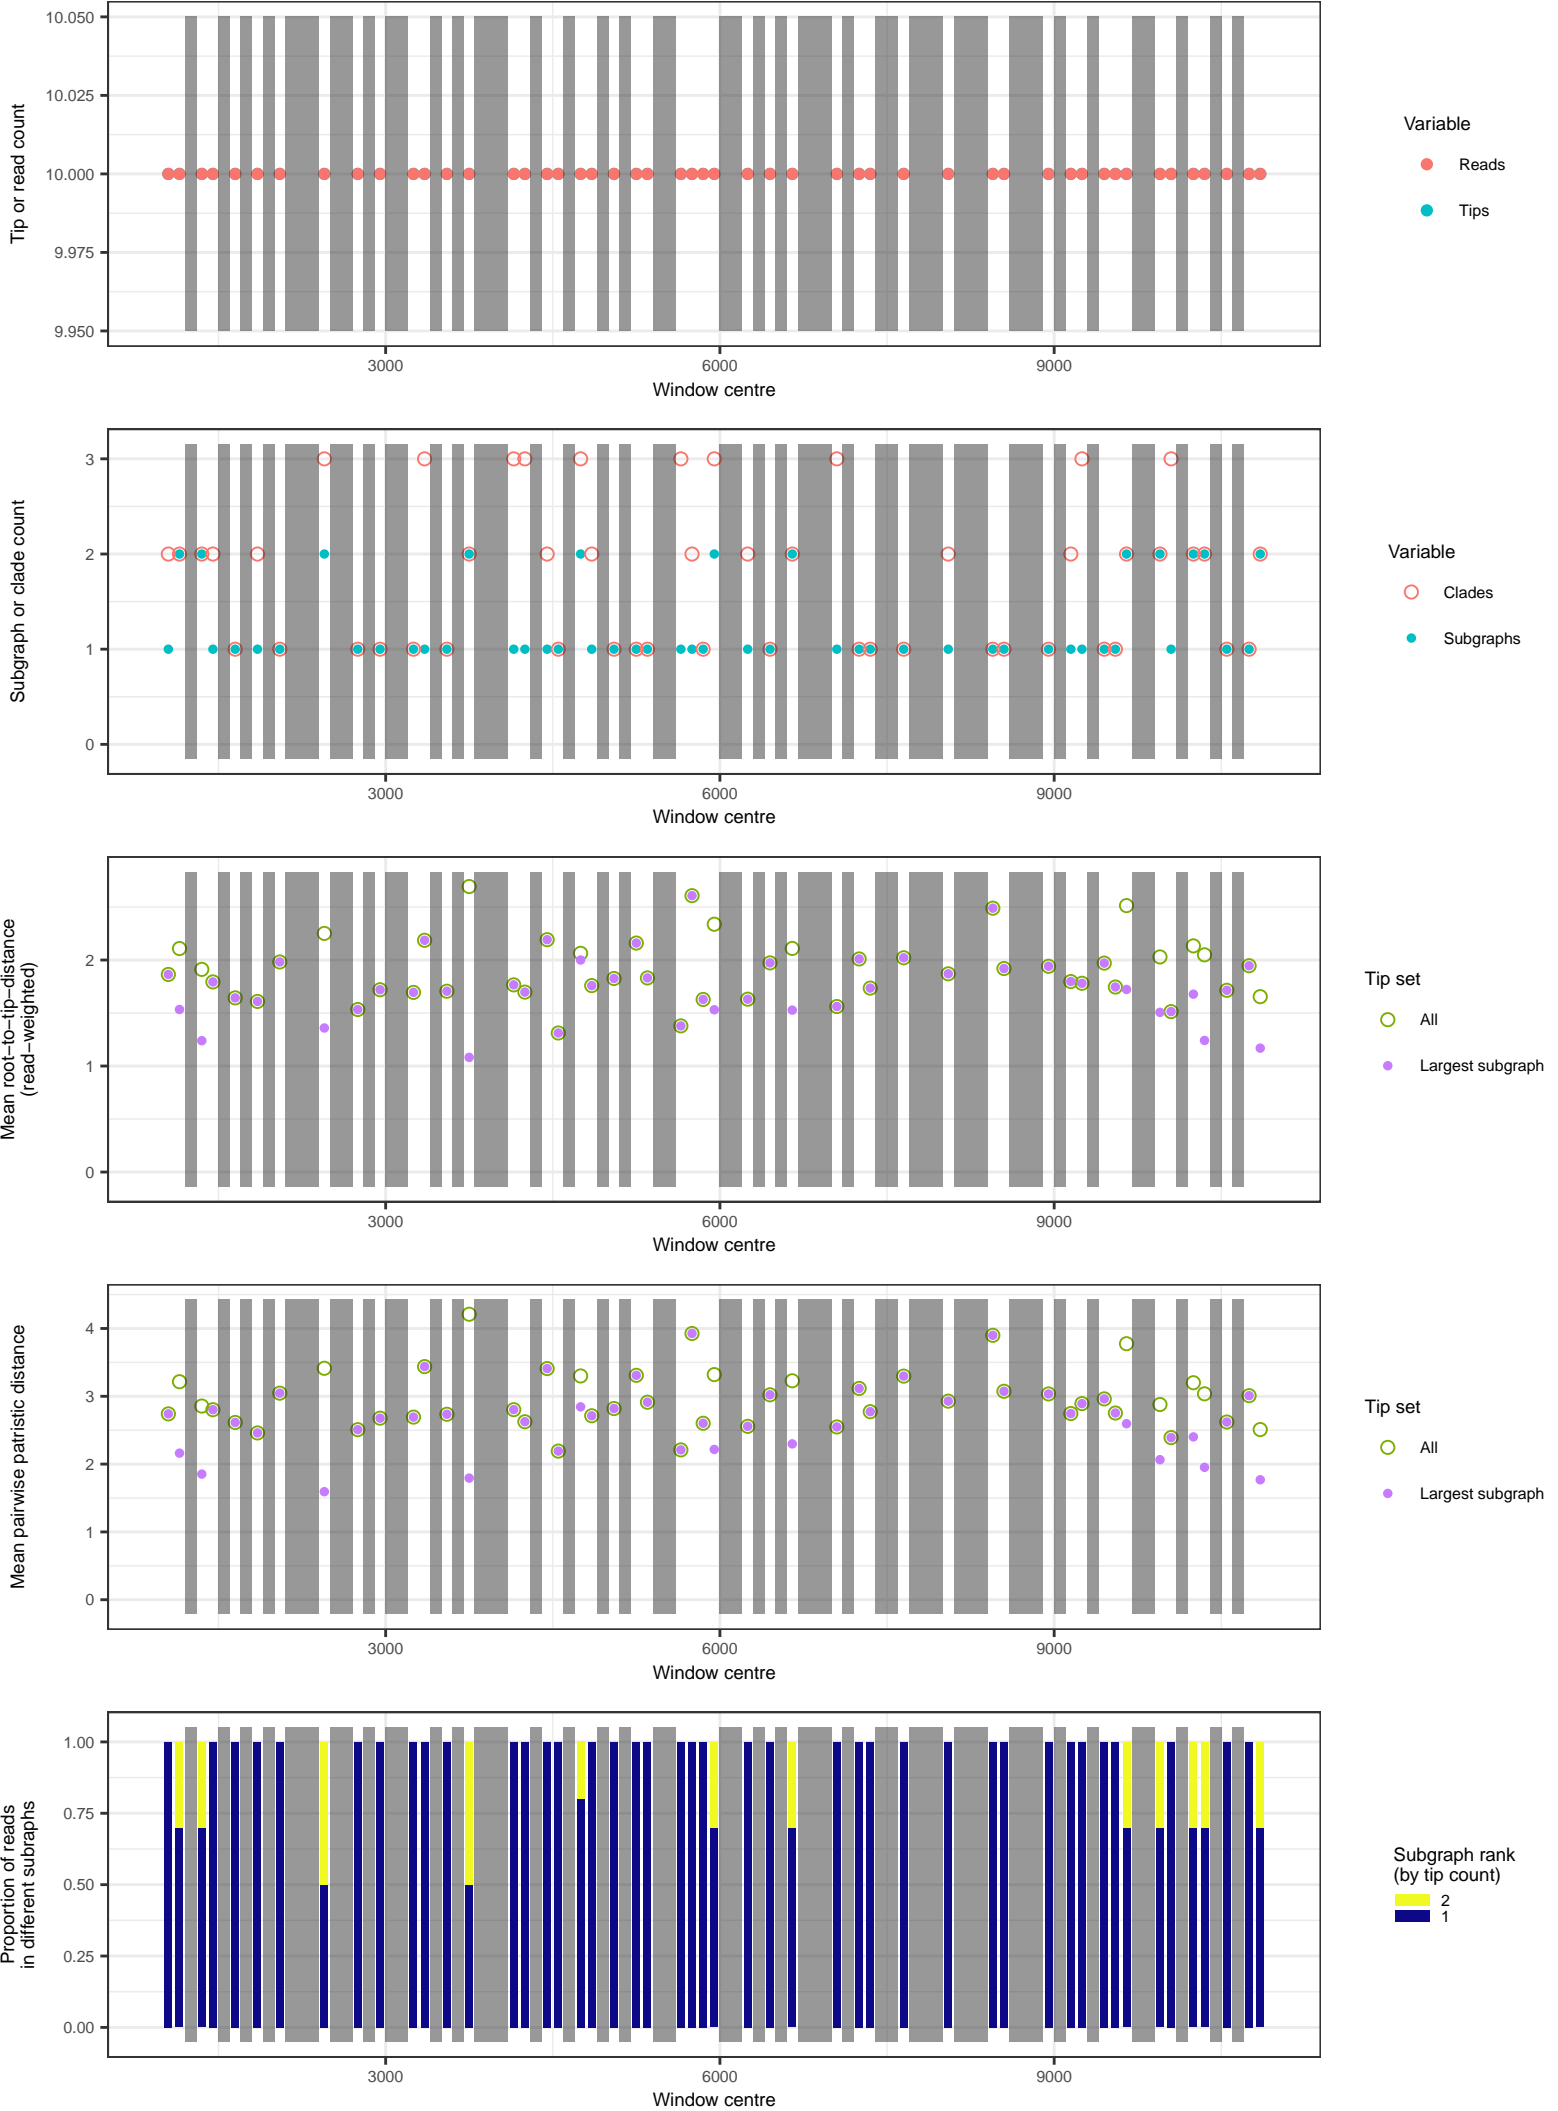 10.050
10.025
10.000
9.975
9.950
Tip or read count
3000 6000 9000
Window centre
Variable
Reads
Tips
3
2
1
0
Subgraph or clade count
3000 6000 9000
Window centre
Variable
Clades
Subgraphs
2
1
0
Mean root−to−tip−distance
(read−weighted)
3000 6000 9000
Window centre
Tip set
All
Largest subgraph
4
3
2
1
0
Mean pairwise patristic distance
3000 6000 9000
Window centre
Tip set
All
Largest subgraph
1.00
0.75
0.50
0.25
0.00
Proportion of reads
in different subraphs
3000 6000 9000
Window centre
Subgraph rank
(by tip count)
2
1